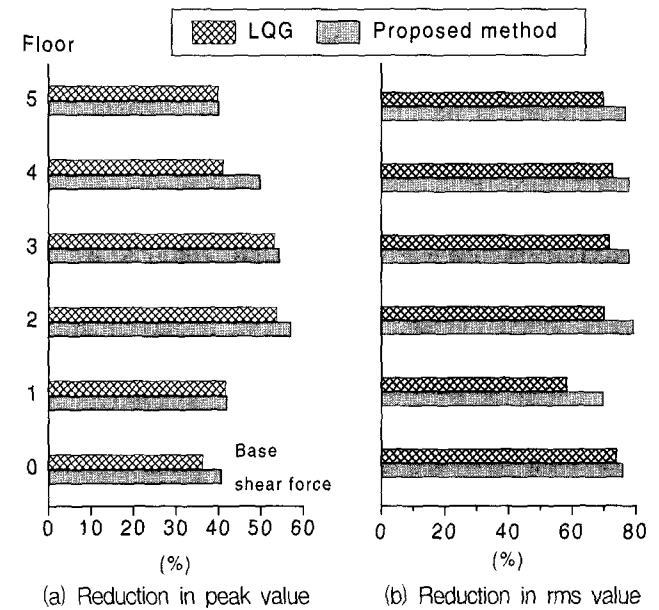 LQG Proposed method
Floor
5
4
3
2
1
0
Base
shear force
0 10 20 30 40 50 60
0 20 40 60 80
(%)
(%)
(a) Reduction in peak value
(b) Reduction in rms value